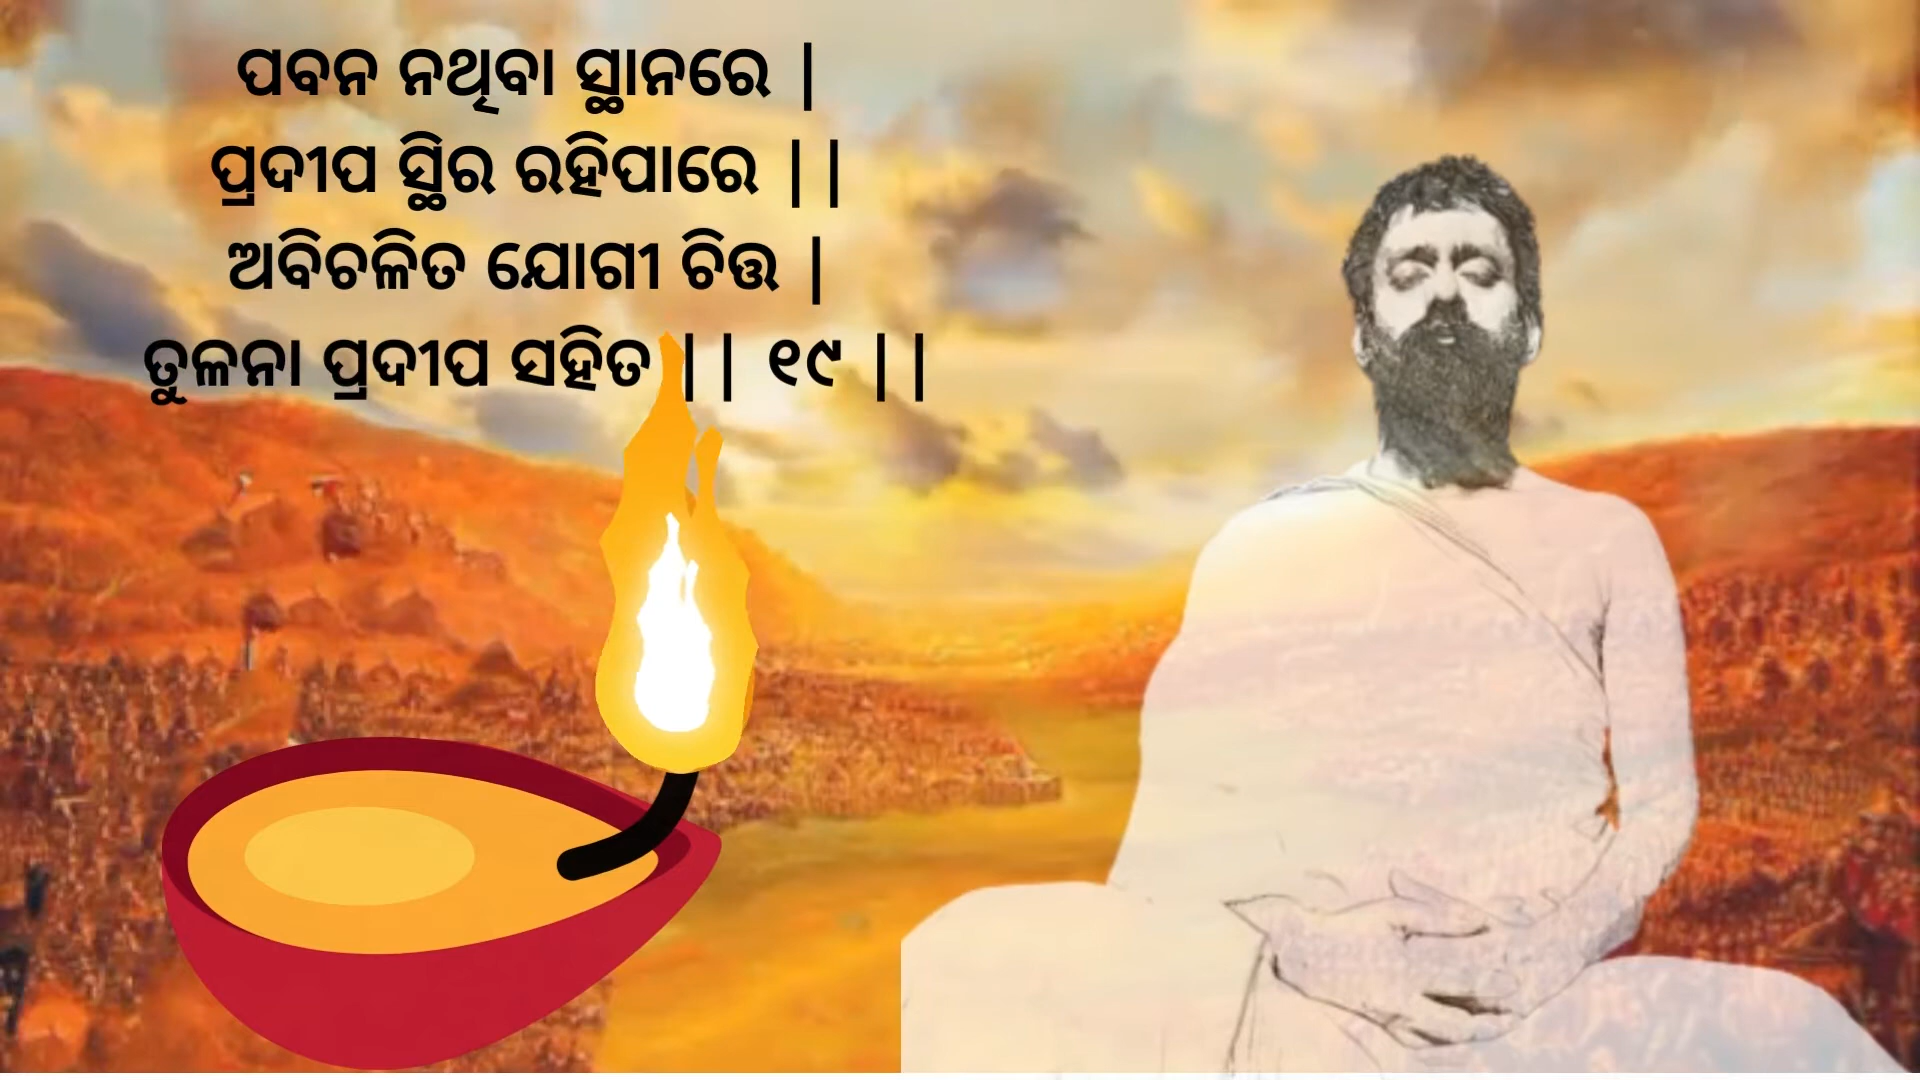 ପବନ ନଥିବା ସ୍ଥାନରେ |
ପ୍ରଦୀପ ସ୍ଥିର ରହିପାରେ ||
ଅବିଚଳିତ ଯୋଗୀ ଚିତ୍ତ |
ତୁଳନା ପ୍ରଦୀପ ସହିତ || ୧୯ ||